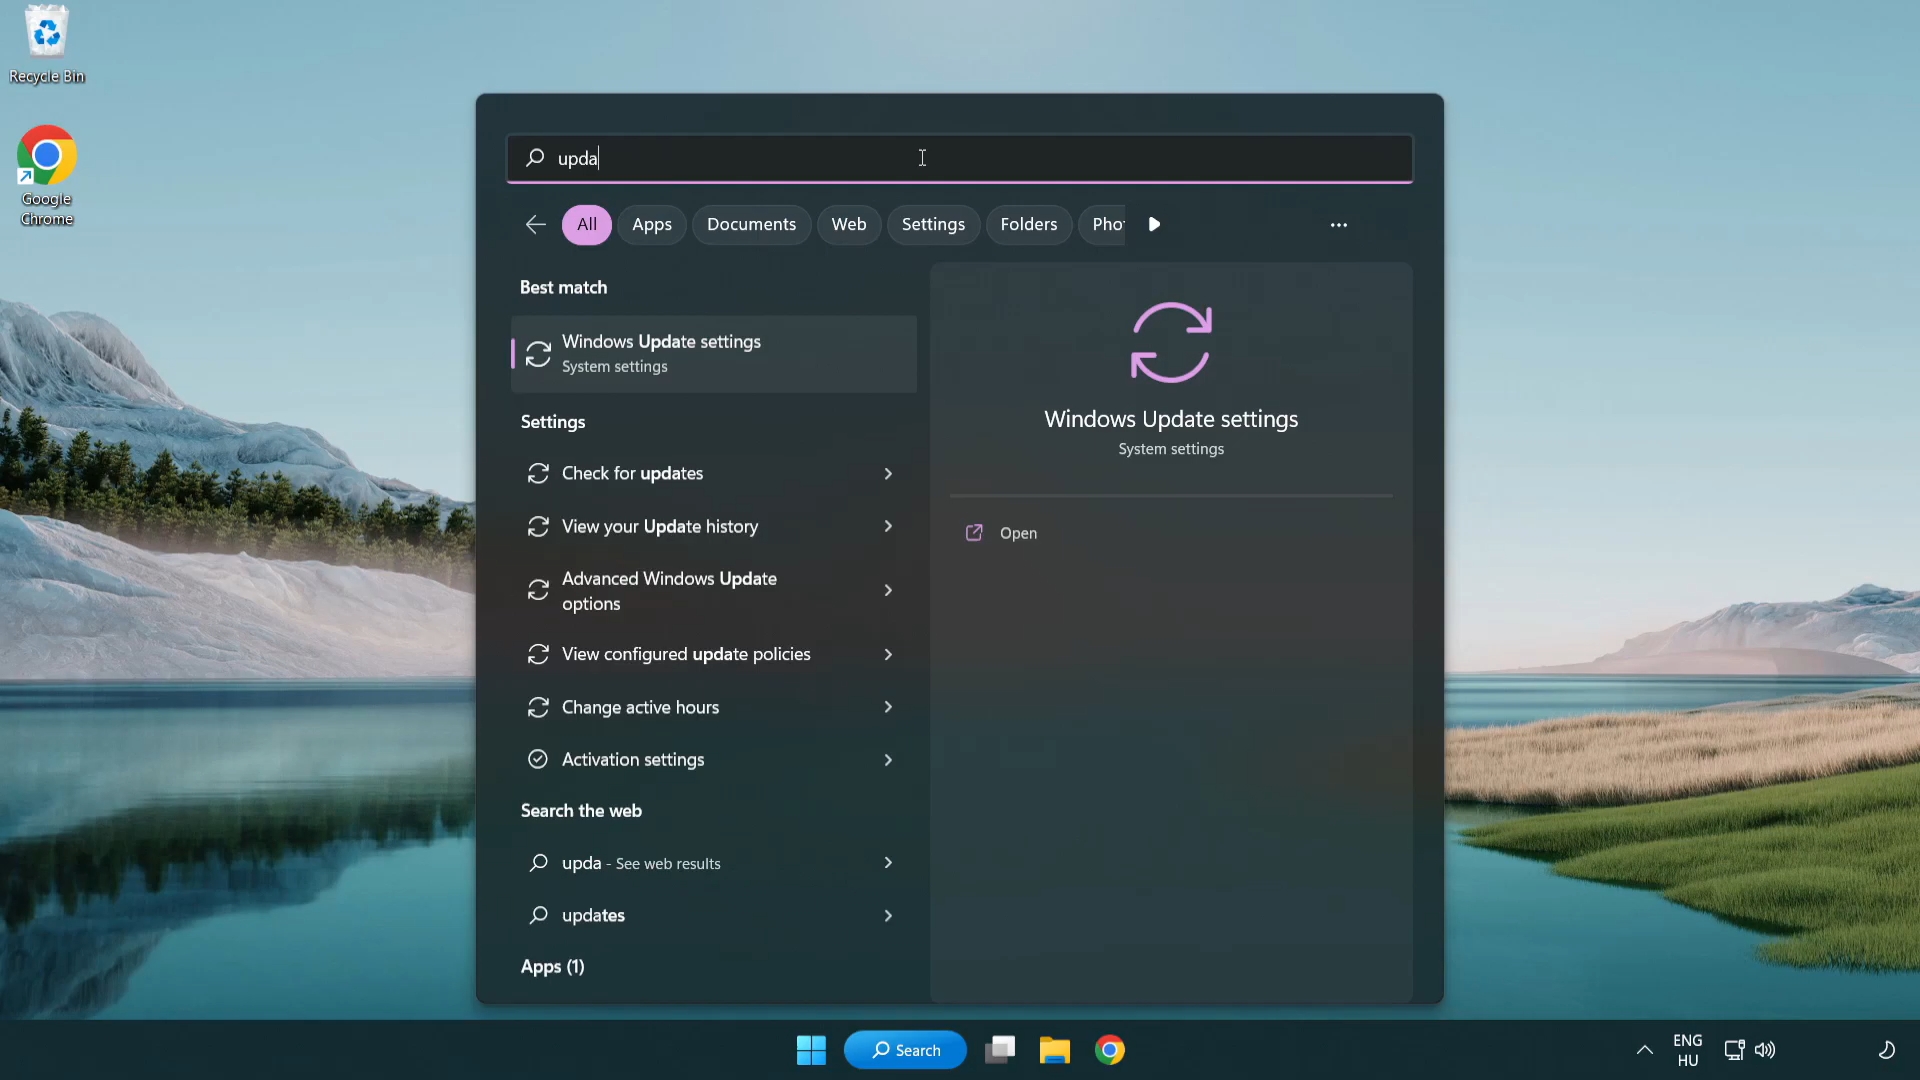 Recycle Bin
Google
Chrome
upda
All
Apps
Documents
Web
Settings
Folders
Pho
Best match
Windows Update settings
System settings
Settings
Check for updates
View your Update history
Advanced Windows Update
options
View configured update policies
Change active hours
Activation settings
Search the web
upda - See web results
updates
Apps (1)
Windows Update settings
System settings
Open
Search
ENG
HU